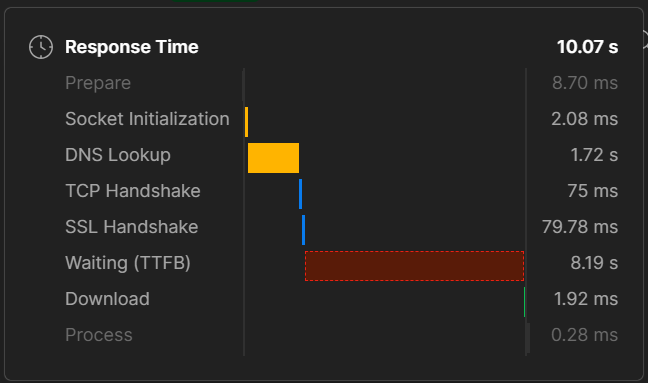 Response Time 10.07 s
Prepare 8.70 ms
Socket Initialization 2.08 ms
DNS Lookup 1.72 s
TCP Handshake 75 ms
SSL Handshake 79.78 ms
Waiting (TTFB) 8.19 s
Download 1.92 ms
Process 0.28 ms